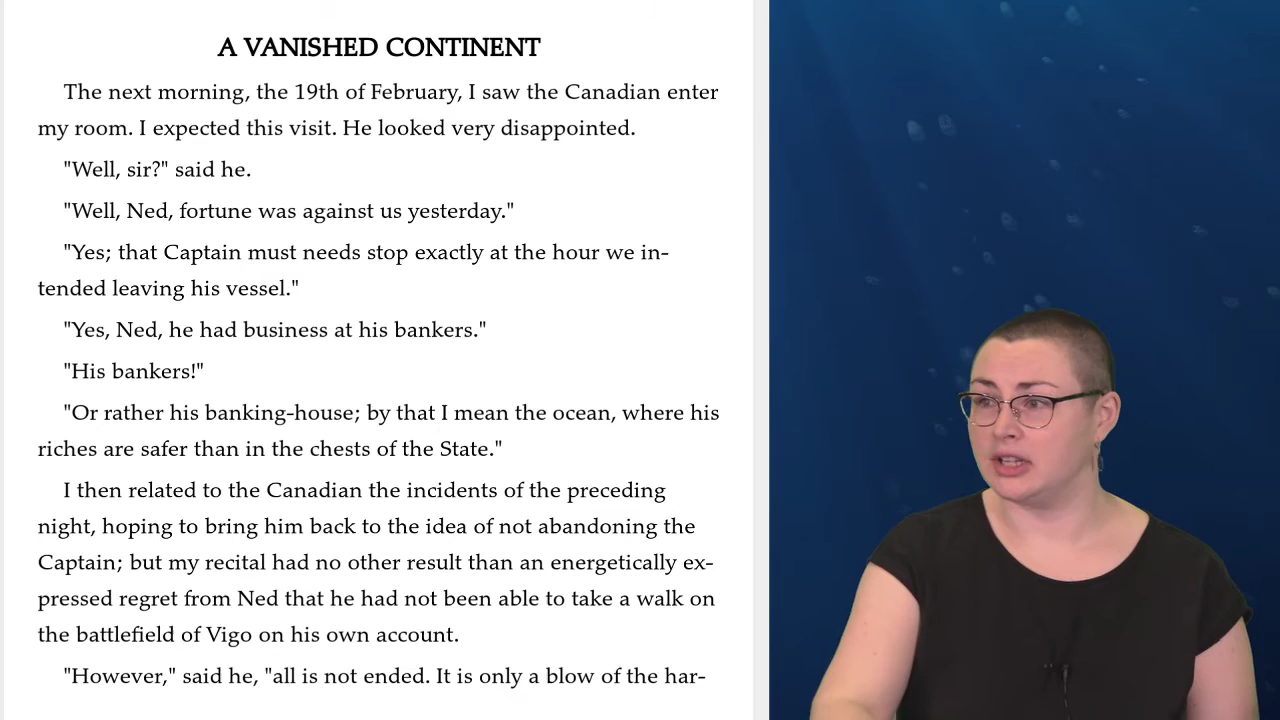 A VANISHED CONTINENT
The next morning, the 19th of February, I saw the Canadian enter
my room. I expected this visit. He looked very disappointed.
"Well, sir?" said he.
"Well, Ned, fortune was against us yesterday."
"Yes; that Captain must needs stop exactly at the hour we in-
tended leaving his vessel."
"Yes, Ned, he had business at his bankers."
"His bankers!"
"Or rather his banking-house; by that I mean the ocean, where his
riches are safer than in the chests of the State."
I then related to the Canadian the incidents of the preceding
night, hoping to bring him back to the idea of not abandoning the
Captain; but my recital had no other result than an energetically ex-
pressed regret from Ned that he had not been able to take a walk on
the battlefield of Vigo on his own account.
"However," said he, "all is not ended. It is only a blow of the har-